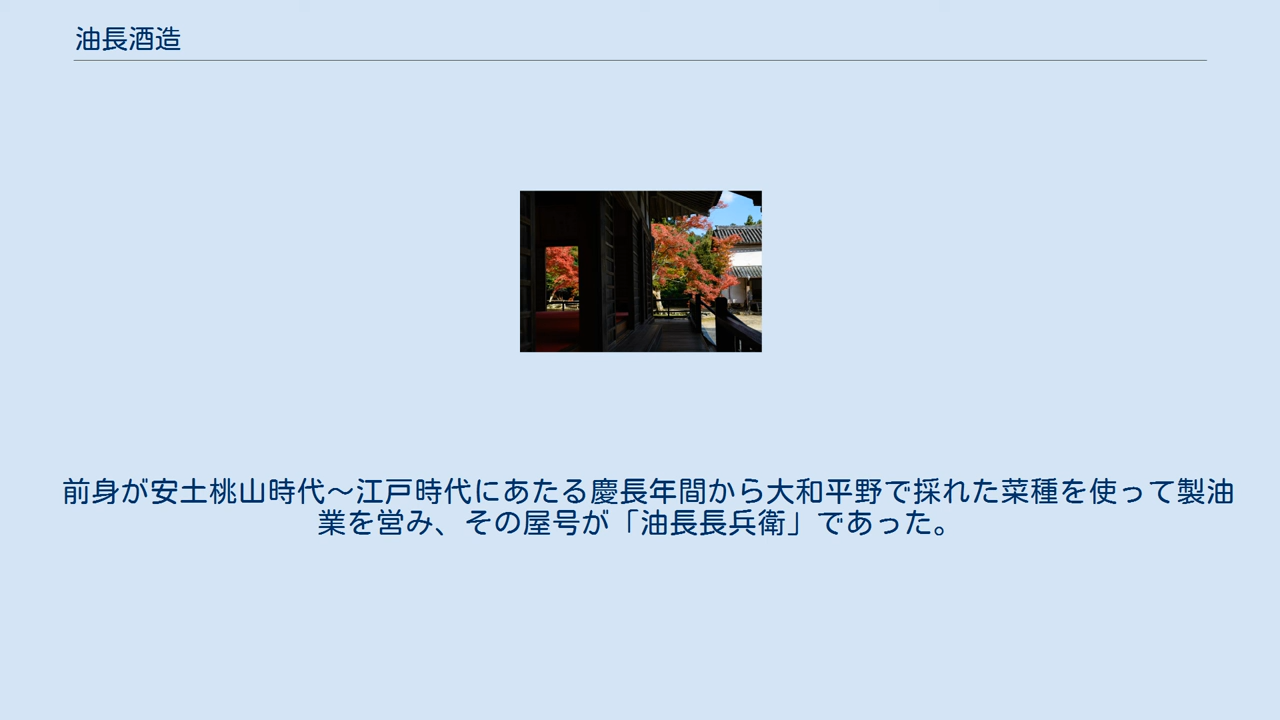 油長酒造
前身が安土桃山時代～江戸時代にあたる慶長年間から大和平野で採れた菜種を使って製油
業を営み、その屋号が「油長長兵衛」であった。